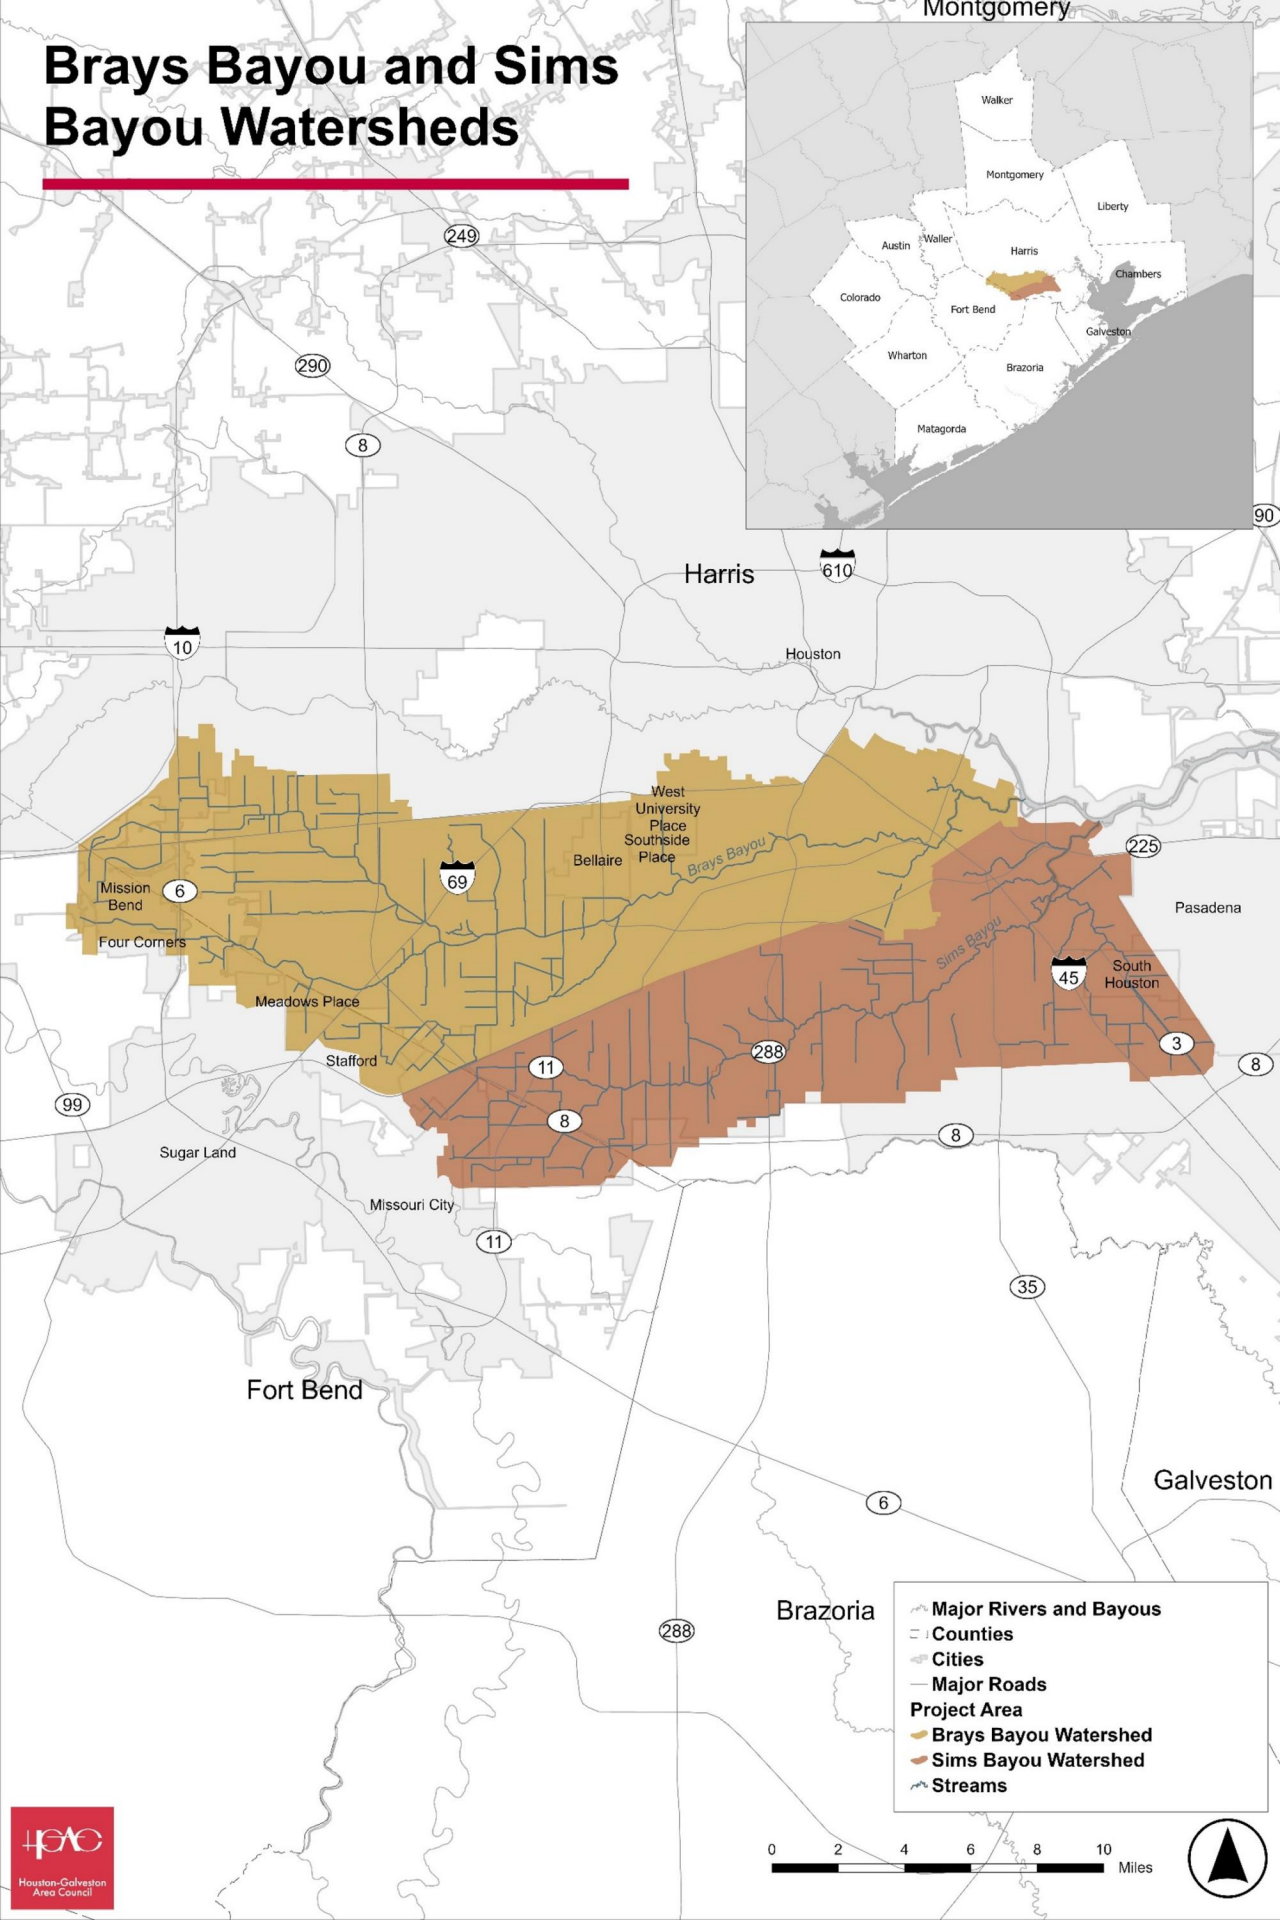 Montgomery
Brays Bayou and Sims
Bayou Watersheds
Walker
Montgomery
Liberty
Waller
Austin
Harris
Chambers
Colorado
Fort Bend
Galveston
Wharton
Brazoria
Matagorda
249
290
8
90
Harris
610
10
Houston
West
University
Place
Southside
Place
Bellaire
Brays Bayou
225
69
Mission
Bend
6
Pasadena
Four Corners
Sims Bayou
45
South
Houston
Meadows Place
3
288
Stafford
11
8
99
8
8
Sugar Land
Missouri City
11
35
Fort Bend
Galveston
6
Brazoria
288
Major Rivers and Bayous
Counties
Cities
Major Roads
Project Area
Brays Bayou Watershed
Sims Bayou Watershed
Streams
HGAC
Houston-Galveston
Area Council
0 2 4 6 8 10
Miles